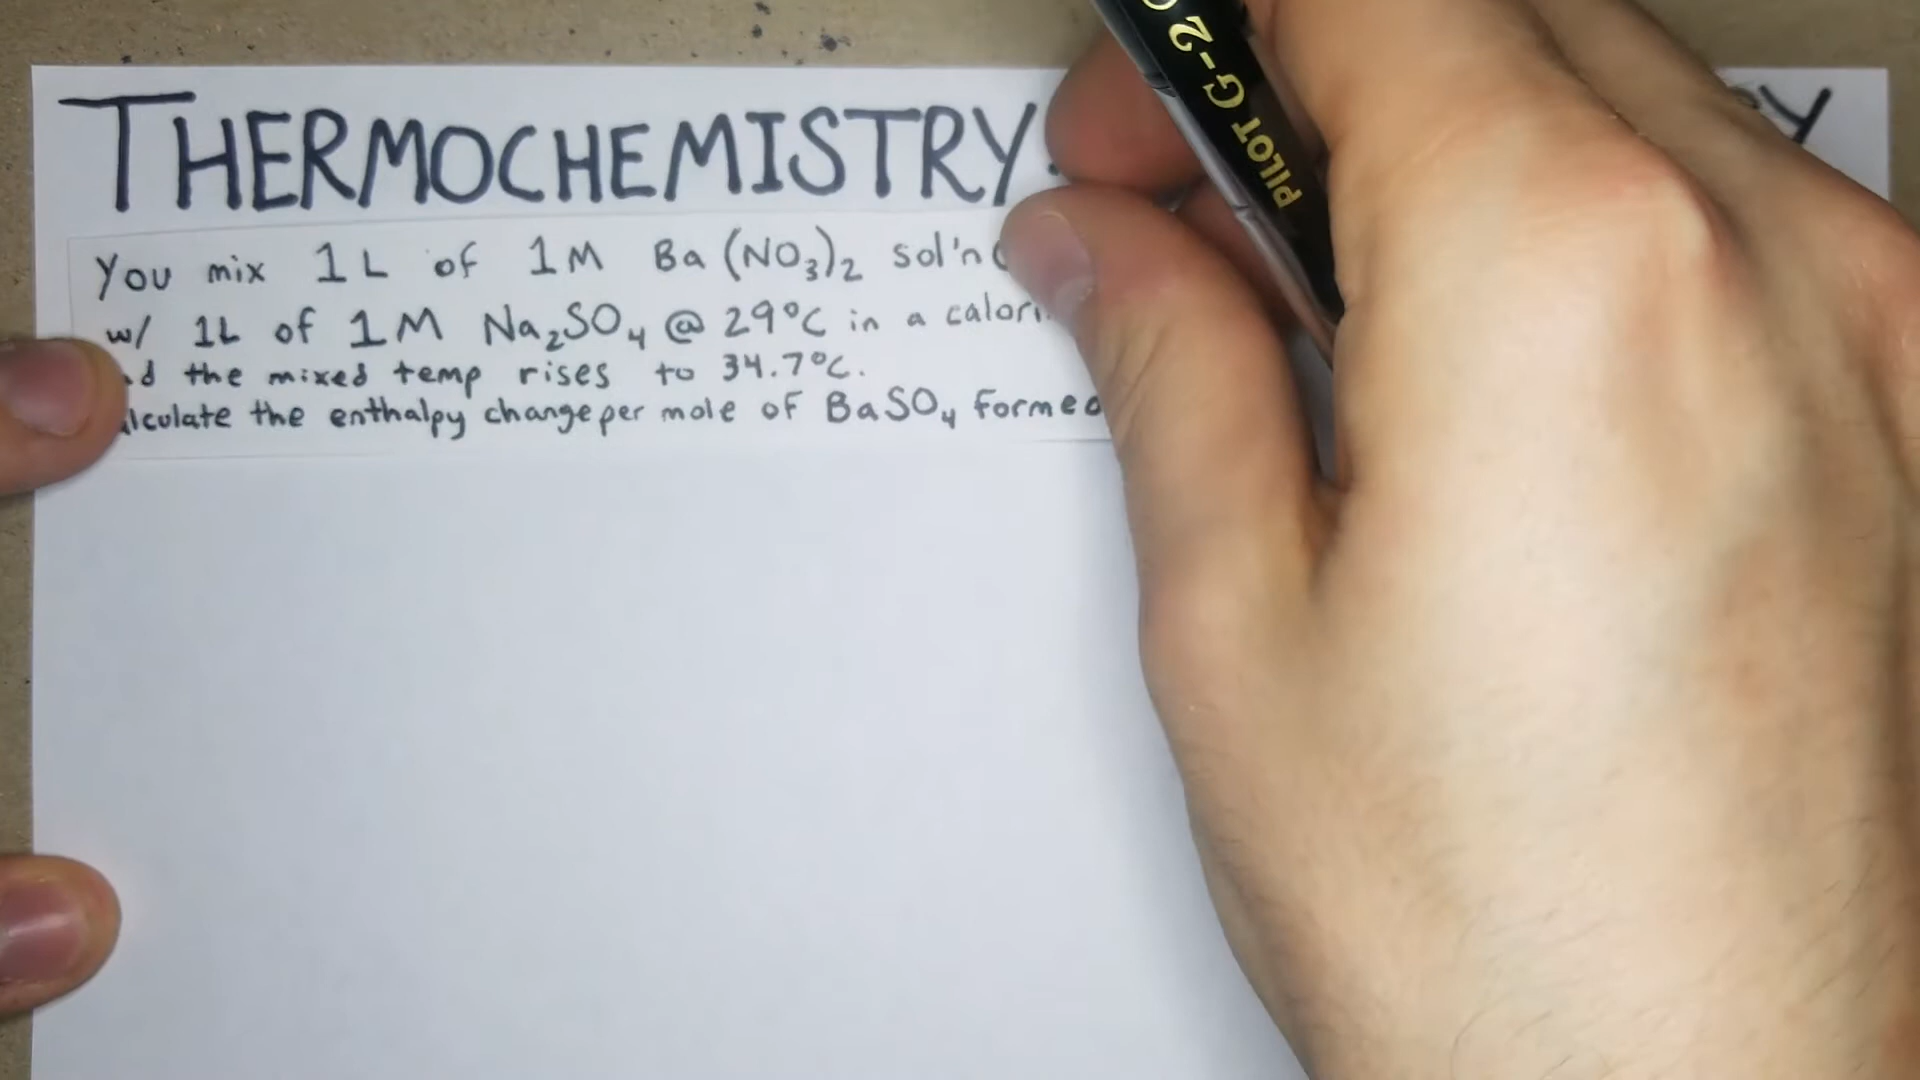 THERMOCHEMISTRY:
You mix 1L of 1M Ba(NO₃)₂ sol'n
w/ 1L of 1M Na₂SO₄ @ 29°C in a
the mixed temp rises to 34.7°C.
the enthalpy change per mole of BaSO₄ formed
PILOT G-2